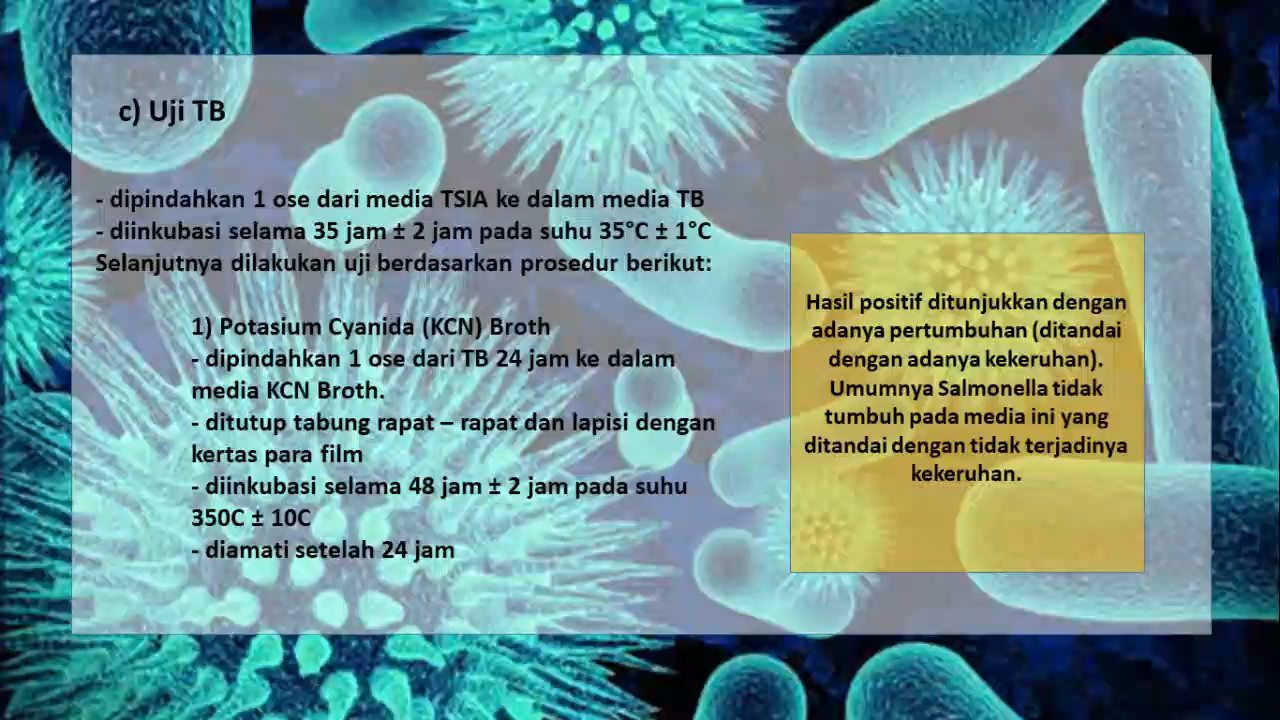 c) Uji TB
- dipindahkan 1 ose dari media TSIA ke dalam media TB
- diinkubasi selama 35 jam ± 2 jam pada suhu 35°C ± 1°C
Selanjutnya dilakukan uji berdasarkan prosedur berikut:
1) Potasium Cyanida (KCN) Broth
- dipindahkan 1 ose dari TB 24 jam ke dalam
media KCN Broth.
- ditutup tabung rapat – rapat dan lapisi dengan
kertas para film
- diinkubasi selama 48 jam ± 2 jam pada suhu
350C ± 10C
- diamati setelah 24 jam
Hasil positif ditunjukkan dengan
adanya pertumbuhan (ditandai
dengan adanya kekeruhan).
Umumnya Salmonella tidak
tumbuh pada media ini yang
ditandai dengan tidak terjadinya
kekeruhan.